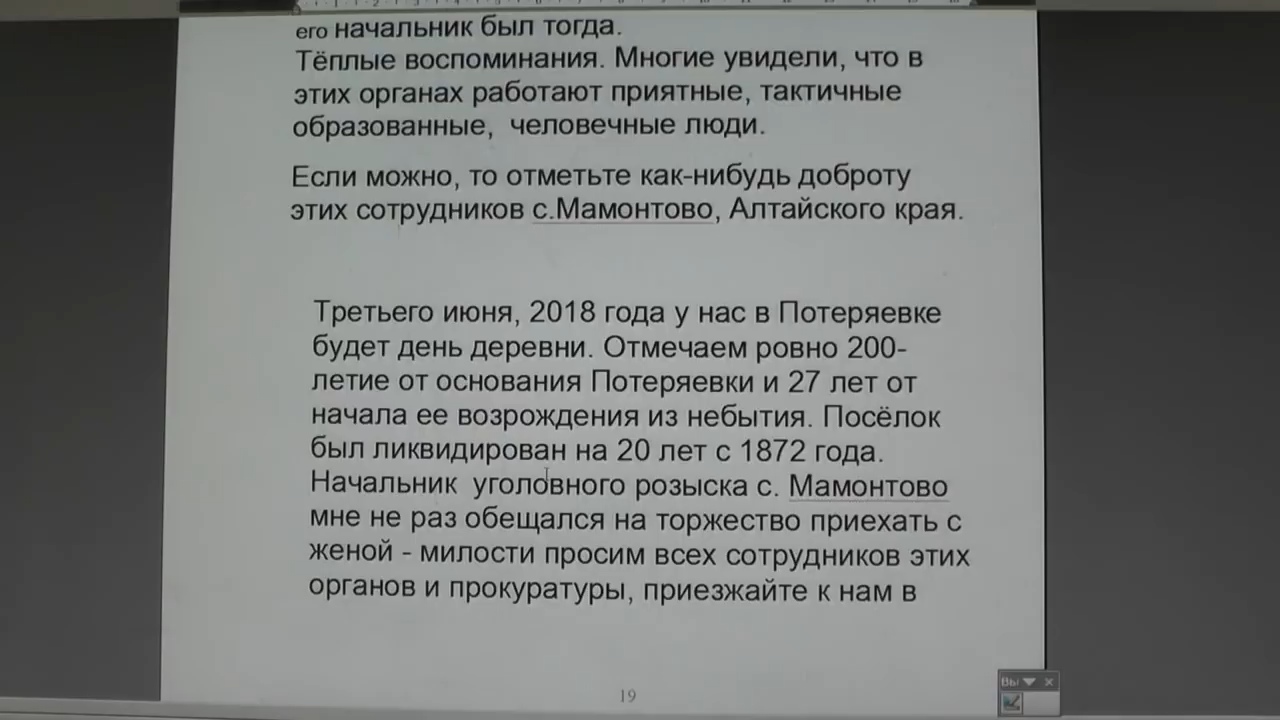 его начальник был тогда.
Тёплые воспоминания. Многие увидели, что в
этих органах работают приятные, тактичные
образованные, человечные люди.
Если можно, то отметьте как-нибудь доброту
этих сотрудников с.Мамонтово, Алтайского края.
Третьего июня, 2018 года у нас в Потеряевке
будет день деревни. Отмечаем ровно 200-
летие от основания Потеряевки и 27 лет от
начала ее возрождения из небытия. Посёлок
был ликвидирован на 20 лет с 1872 года.
Начальник уголовного розыска с. Мамонтово
мне не раз обещался на торжество приехать с
женой - милости просим всех сотрудников этих
органов и прокуратуры, приезжайте к нам в
19
Вы